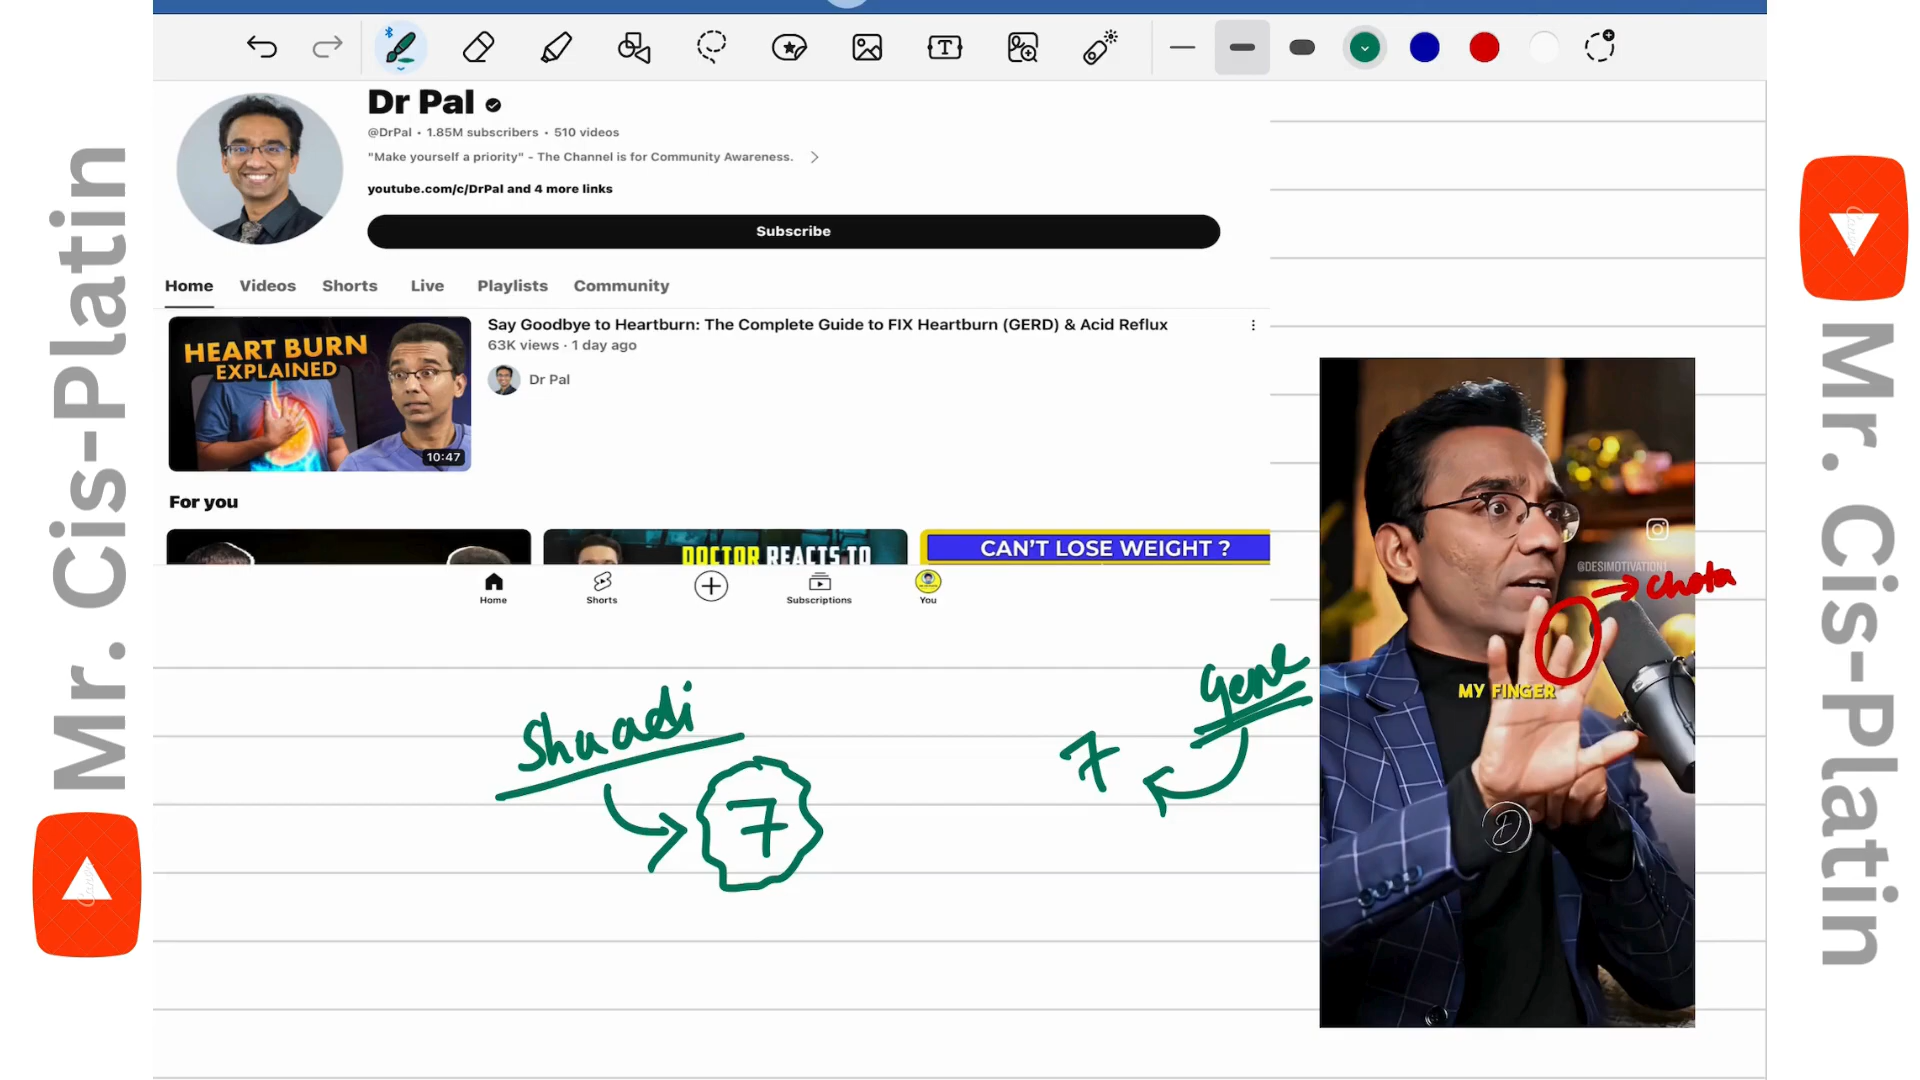 Dr Pal
@DrPal • 1.85M subscribers • 510 videos
"Make yourself a priority" - The Channel is for Community Awareness.
youtube.com/c/DrPal and 4 more links
Subscribe
Home Videos Shorts Live Playlists Community
HEART BURN
EXPLAINED
10:47
Say Goodbye to Heartburn: The Complete Guide to FIX Heartburn (GERD) & Acid Reflux
63K views · 1 day ago
Dr Pal
For you
DOCTOR REACTS TO
CAN'T LOSE WEIGHT ?
Home Shorts Subscriptions You
@DESIMOTIVATION1
Chota
MY FINGER
Gene
7
Shaadi
7
D
Mr. Cis-Platin
Mr. Cis-Platin